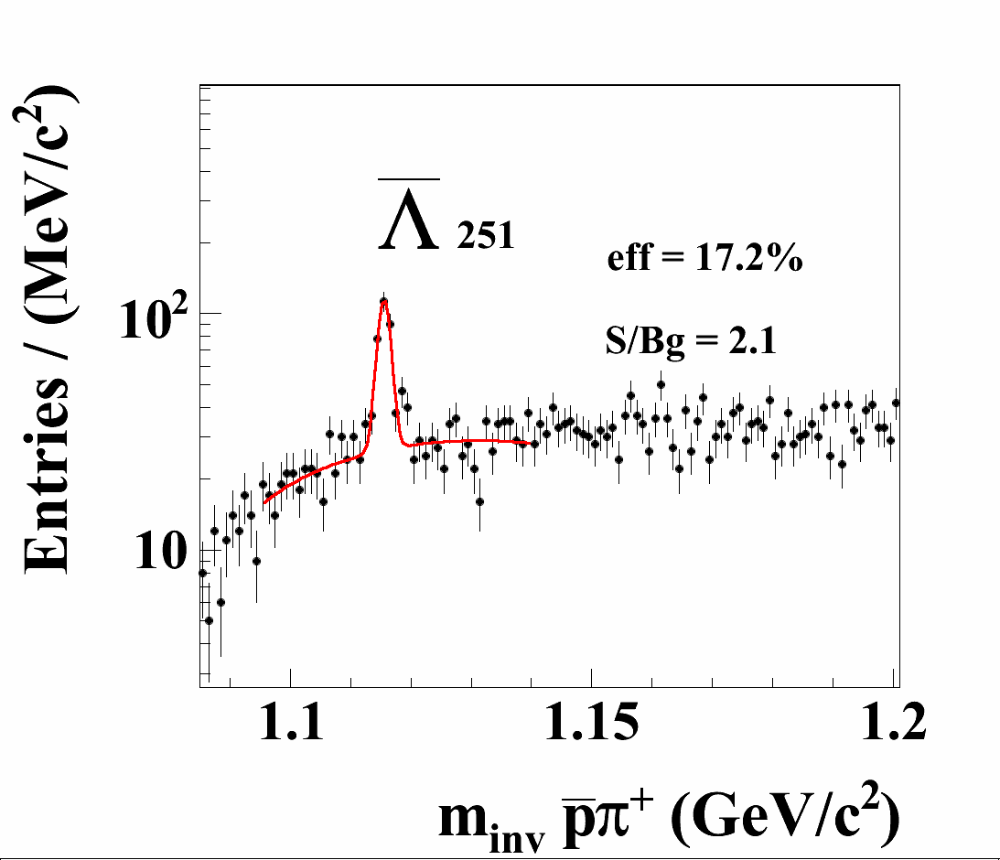 Entries / (MeV/c²)
Λ̅ 251
eff = 17.2%
S/Bg = 2.1
10²
10
1.1 1.15 1.2
m_inv p̅π⁺ (GeV/c²)